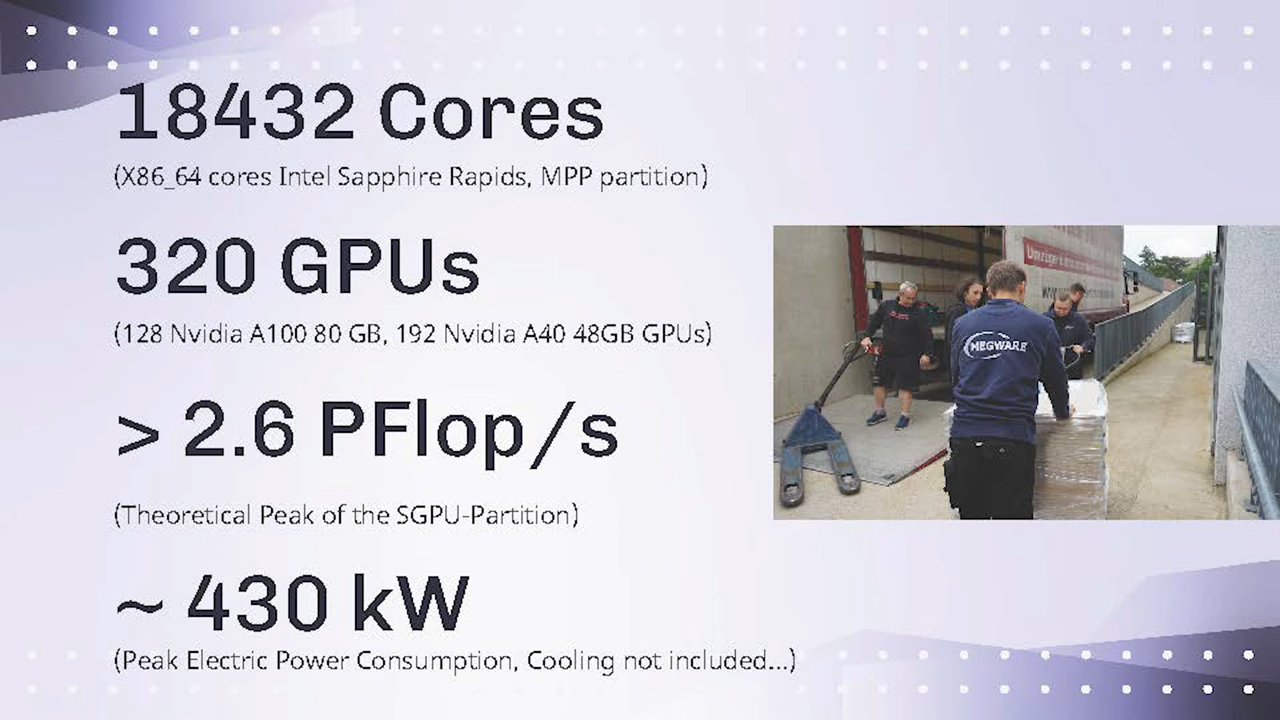 18432 Cores
(X86_64 cores Intel Sapphire Rapids, MPP partition)
320 GPUs
(128 Nvidia A100 80 GB, 192 Nvidia A40 48GB GPUs)
> 2.6 PFlop/s
(Theoretical Peak of the SGPU-Partition)
~ 430 kW
(Peak Electric Power Consumption, Cooling not included...)
MEGWARE